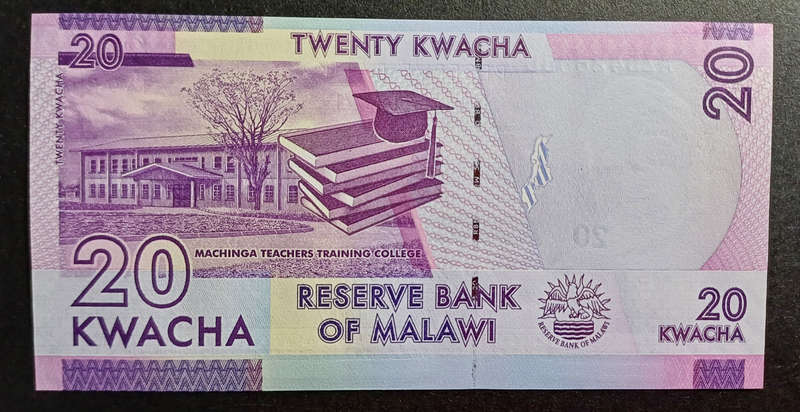 20
TWENTY KWACHA
20
TWENTY KWACHA
MACHINGA TEACHERS TRAINING COLLEGE
20
KWACHA
RESERVE BANK
OF MALAWI
RESERVE BANK OF MALAWI
20
KWACHA
20